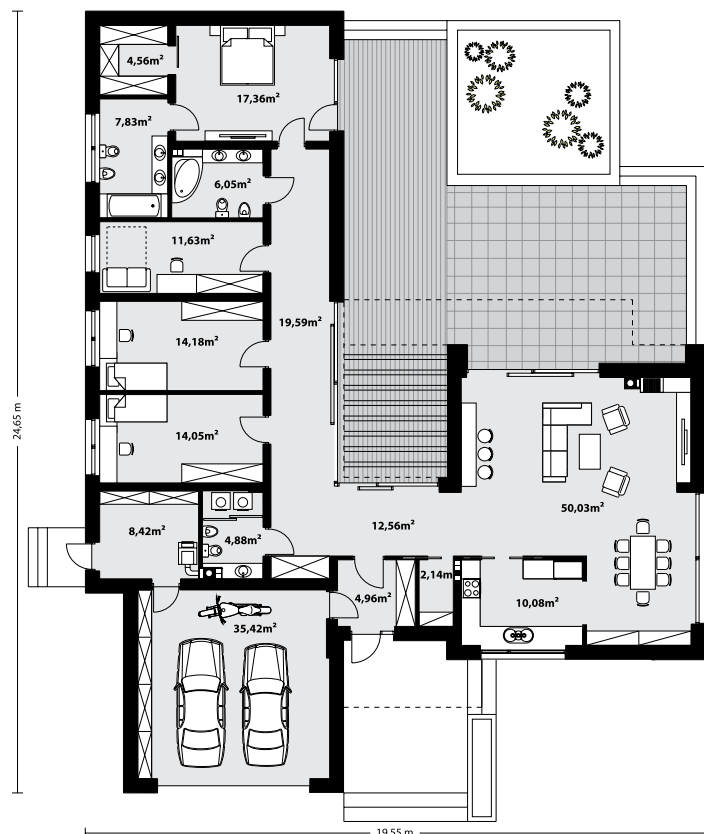 4,56m²
17,36m²
7,83m²
6,05m²
11,63m²
19,59m²
14,18m²
14,05m²
24,65 m
50,03m²
12,56m²
8,42m²
4,88m²
2,14m
4,96m²
10,08m²
35,42m²
19,55 m